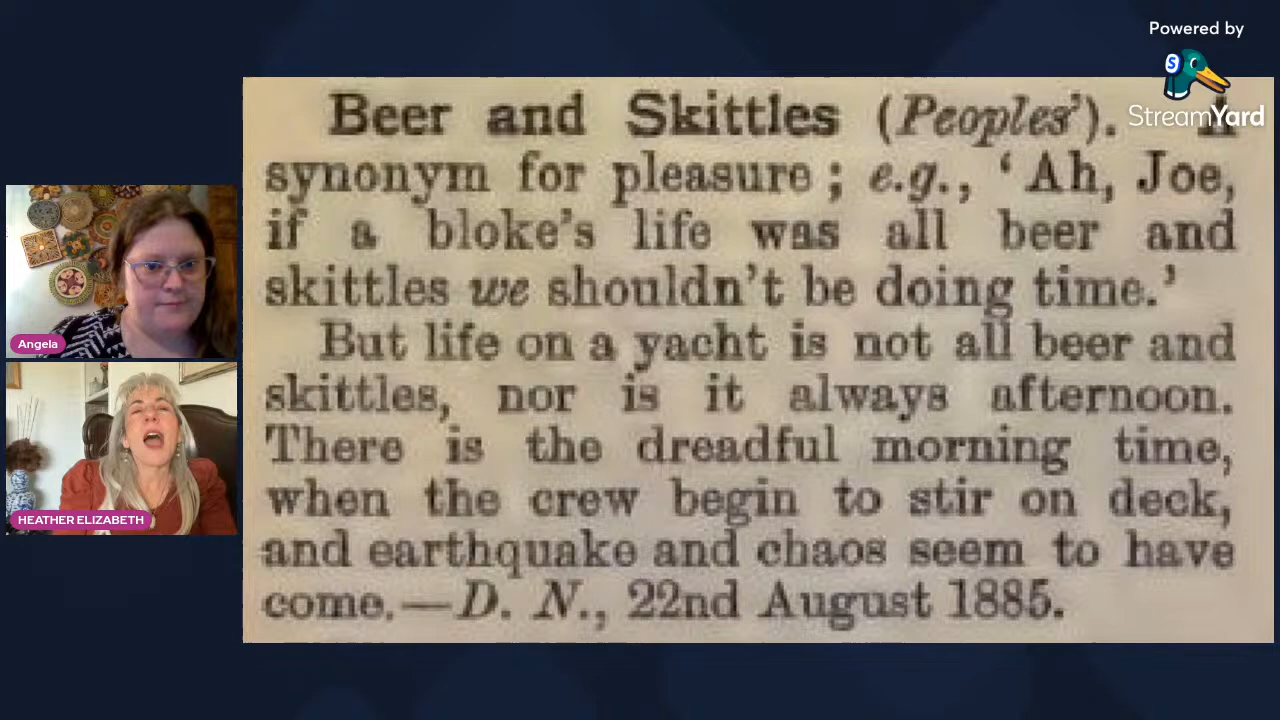 Powered by
StreamYard
Beer and Skittles (Peoples'). A
synonym for pleasure ; e.g., ‘Ah, Joe,
if a bloke's life was all beer and
skittles we shouldn't be doing time.’
But life on a yacht is not all beer and
skittles, nor is it always afternoon.
There is the dreadful morning time,
when the crew begin to stir on deck,
and earthquake and chaos seem to have
come.—D. N., 22nd August 1885.
Angela
HEATHER ELIZABETH